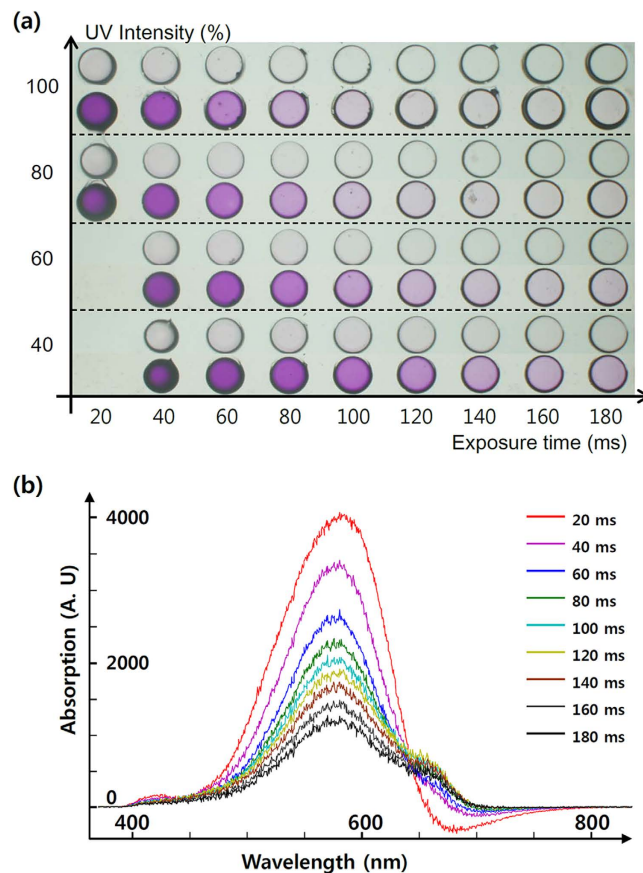 (a)
UV Intensity (%)
100
80
60
40
20 40 60 80 100 120 140 160 180
Exposure time (ms)
(b)
4000
2000
0
Absorption (A. U)
20 ms
40 ms
60 ms
80 ms
100 ms
120 ms
140 ms
160 ms
180 ms
400 600 800
Wavelength (nm)